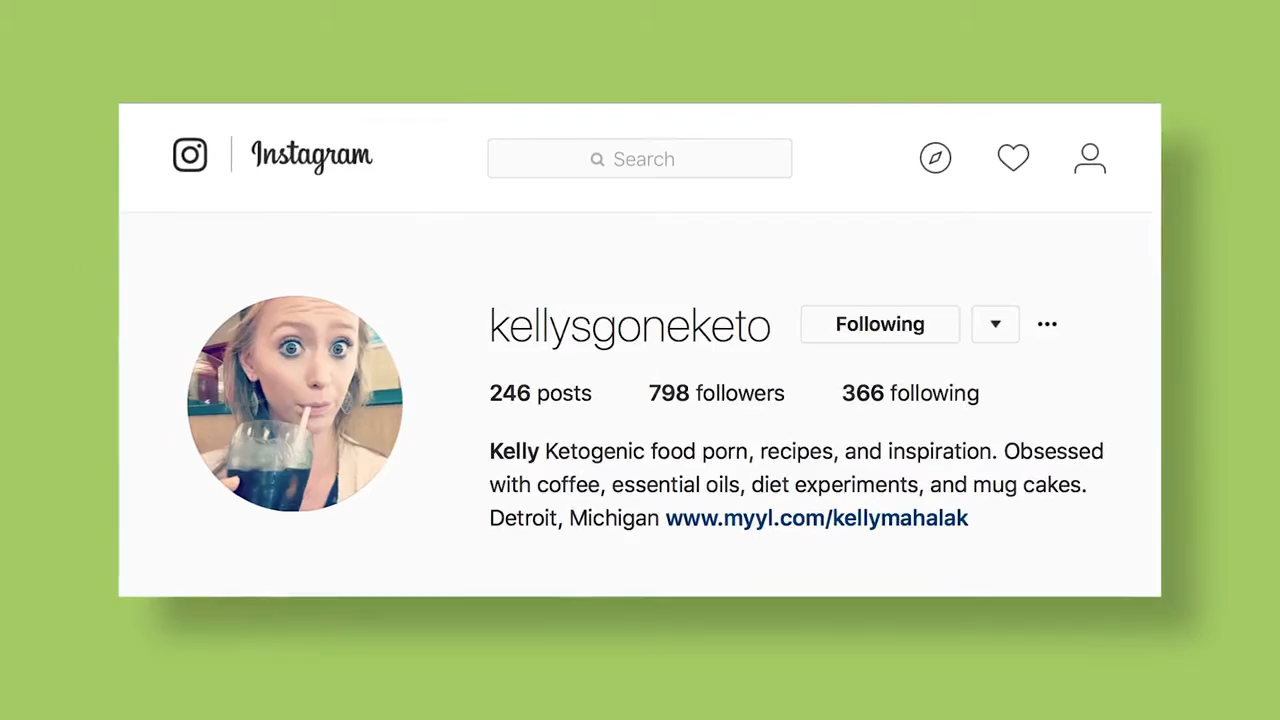 Instagram
Search
kellysgoneketo
Following
246 posts 798 followers 366 following
Kelly Ketogenic food porn, recipes, and inspiration. Obsessed
with coffee, essential oils, diet experiments, and mug cakes.
Detroit, Michigan www.myyl.com/kellymahalak